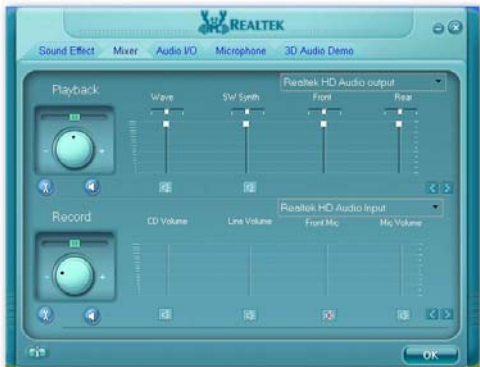 REALTEK
Sound Effect Mixer Audio I/O Microphone 3D Audio Demo
Playback
Realtek HD Audio output
Wave SW Synth Front Rear
Record
Realtek HD Audio Input
CD Volume Line Volume Front Mic Mic Volume
OK